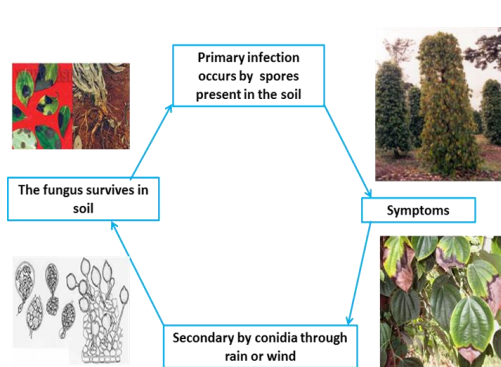 Primary infection
occurs by spores
present in the soil
The fungus survives in
soil
Symptoms
Secondary by conidia through
rain or wind